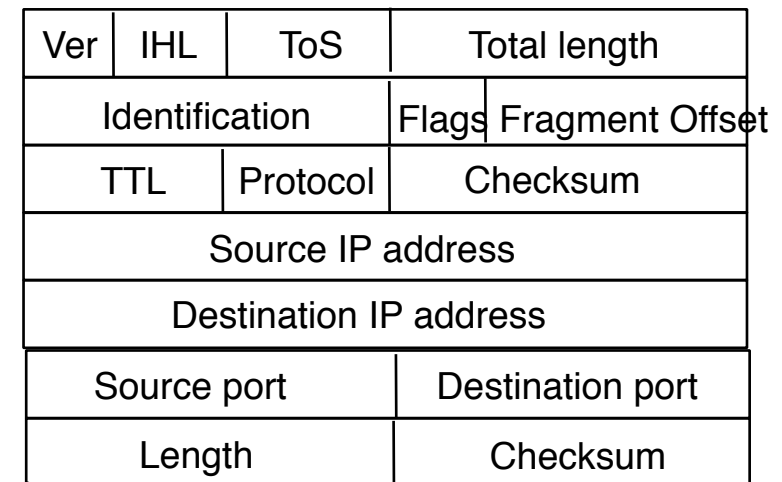 Ver IHL ToS Total length
Identification Flags Fragment Offset
TTL Protocol Checksum
Source IP address
Destination IP address
Source port Destination port
Length Checksum